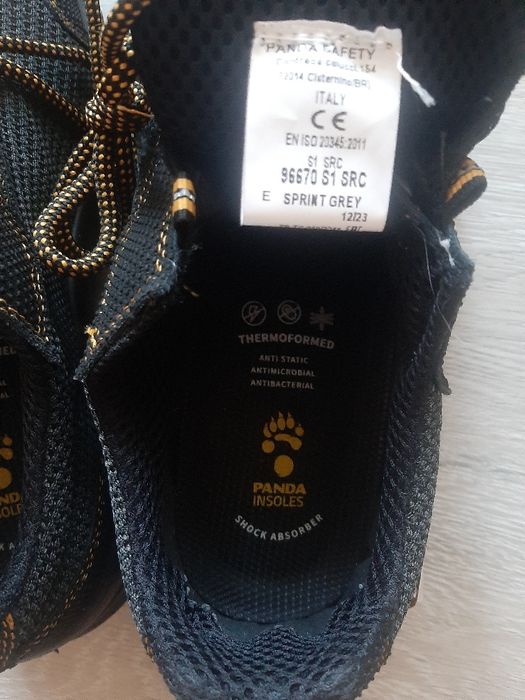 PANDA SAFETY
ITALY
CE
EN ISO 20345:2011
S1 SRC
96670 S1 SRC
E SPRINT GREY
12/23
THERMOFORMED
ANTI STATIC
ANTIMICROBIAL
ANTIBACTERIAL
PANDA
INSOLES
SHOCK ABSORBER